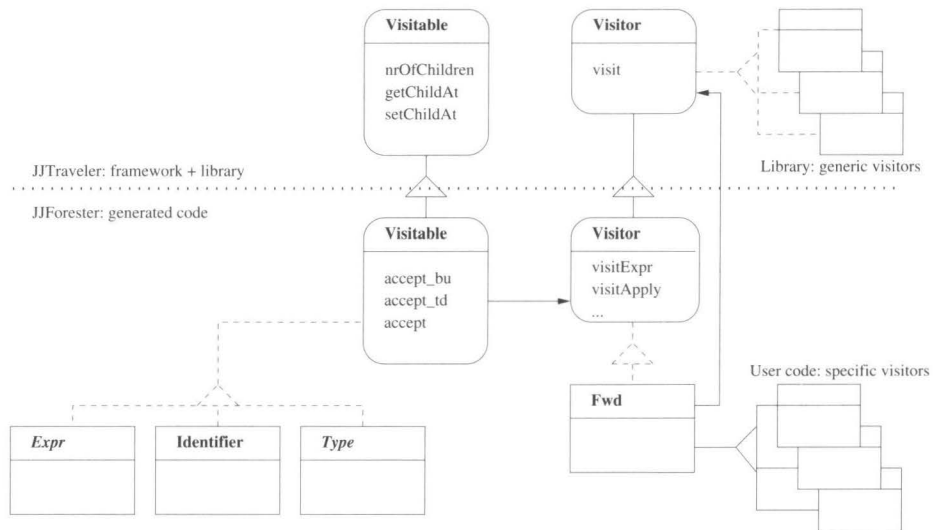 Visitable
nrOfChildren
getChildAt
setChildAt
Visitor
visit
Library: generic visitors
JJTraveler: framework + library
JJForester: generated code
Visitable
accept_bu
accept_td
accept
Visitor
visitExpr
visitApply
...
User code: specific visitors
Fwd
Expr
Identifier
Type